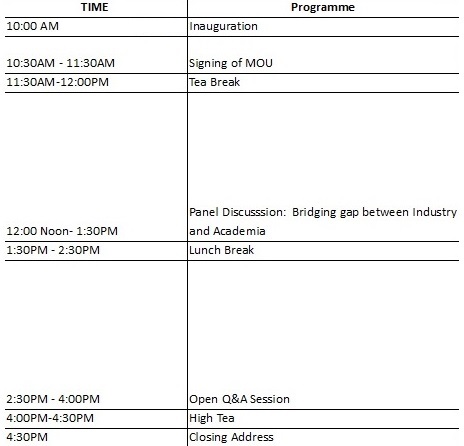 TIME Programme
10:00 AM Inauguration
10:30AM - 11:30AM Signing of MOU
11:30AM-12:00PM Tea Break
Panel Discusssion: Bridging gap between Industry
12:00 Noon- 1:30PM and Academia
1:30PM - 2:30PM Lunch Break
2:30PM - 4:00PM Open Q&A Session
4:00PM-4:30PM High Tea
4:30PM Closing Address